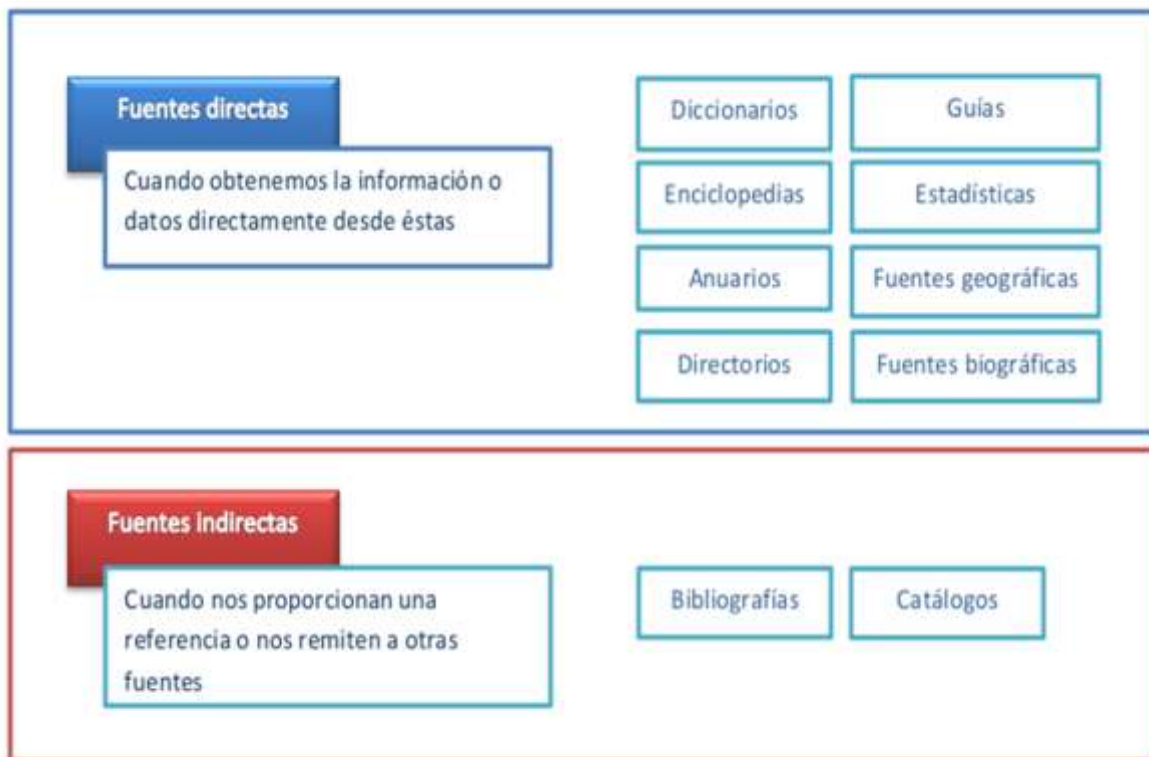 Fuentes directas
Cuando obtenemos la información o
datos directamente desde éstas
Diccionarios
Guías
Enciclopedias
Estadísticas
Anuarios
Fuentes geográficas
Directorios
Fuentes biográficas
Fuentes indirectas
Cuando nos proporcionan una
referencia o nos remiten a otras
fuentes
Bibliografías
Catálogos